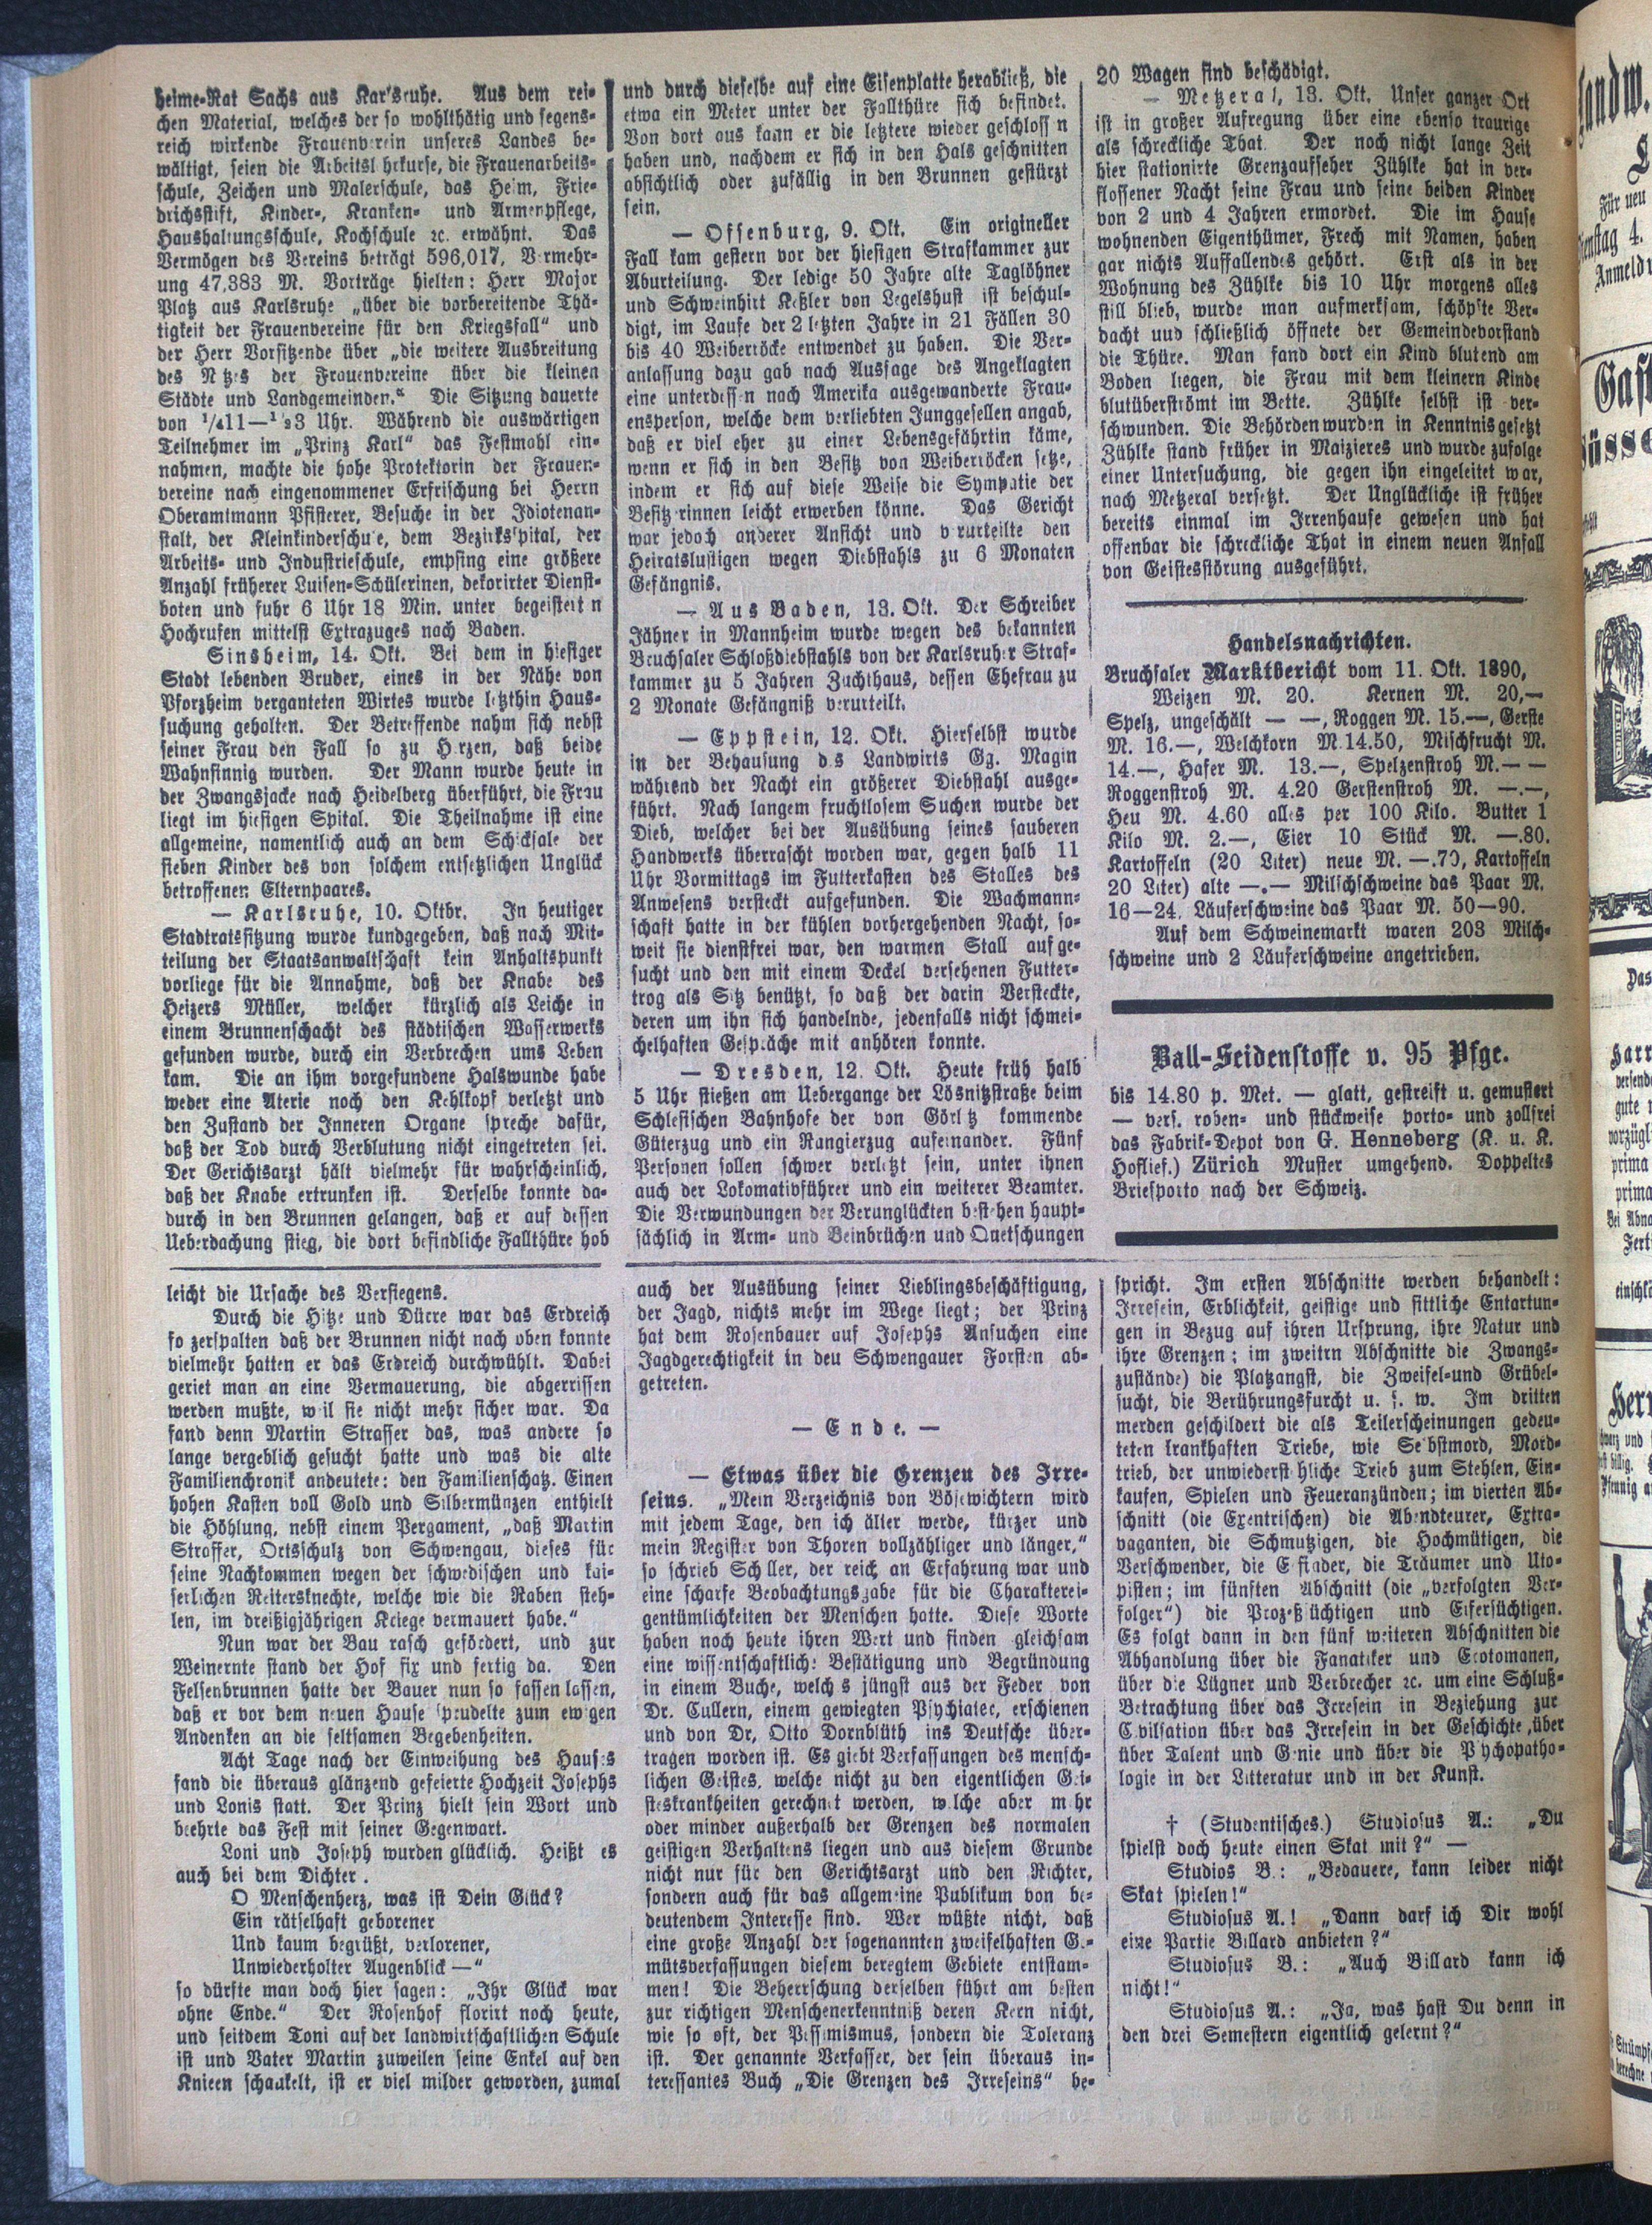 heime-Rat Sachs aus Kar'sruhe. Aus dem rei-
chen Material, welches der so wohlthätig und segens-
reich wirkende Frauenverein unseres Landes be-
wältigt, seien die Arbeitsl hrkurse, die Frauenarbeits-
schule, Zeichen und Malerschule, das Heim, Frie-
drichsstift, Kinder-, Kranken- und Armenpflege,
Haushaltungsschule, Kochschule ꝛc. erwähnt. Das
Vermögen des Vereins beträgt 596,017, Vermehr-
ung 47,383 M. Vorträge hielten: Herr Major
Platz aus Karlsruhe „über die vorbereitende Thä-
tigkeit der Frauenvereine für den Kriegsfall“ und
der Herr Vorsitzende über „die weitere Ausbreitung
des N tzes der Frauenvereine über die kleinen
Städte und Landgemeinden.“ Die Sitzung dauerte
von 1/411—1/23 Uhr. Während die auswärtigen
Teilnehmer im „Prinz Karl“ das Festmahl ein-
nahmen, machte die hohe Protektorin der Frauen-
vereine nach eingenommener Erfrischung bei Herrn
Oberamtmann Pfisterer, Besuche in der Idiotenan-
stalt, der Kleinkinderschule, dem Bezirksspital, der
Arbeits- und Industrieschule, empfing eine größere
Anzahl früherer Luisen-Schülerinen, dekorirter Dienst-
boten und fuhr 6 Uhr 18 Min. unter begeistert n
Hochrufen mittelst Extrazuges nach Baden.
Sinsheim, 14. Okt. Bei dem in hiesiger
Stadt lebenden Bruder, eines in der Nähe von
Pforzheim verganteten Wirtes wurde letzthin Haus-
suchung gehalten. Der Betreffende nahm sich nebst
seiner Frau den Fall so zu H rzen, daß beide
Wahnsinnig wurden. Der Mann wurde heute in
der Zwangsjacke nach Heidelberg überführt, die Frau
liegt im hiesigen Spital. Die Theilnahme ist eine
allgemeine, namentlich auch an dem Schicksale der
sieben Kinder des von solchem entsetzlichen Unglück
betroffenen Elternpaares.
— Karlsruhe, 10. Oktbr. In heutiger
Stadtratssitzung wurde kundgegeben, daß nach Mit-
teilung der Staatsanwaltschaft kein Anhaltspunkt
vorliege für die Annahme, daß der Knabe des
Heizers Müller, welcher kürzlich als Leiche in
einem Brunnenschacht des städtischen Wasserwerks
gefunden wurde, durch ein Verbrechen ums Leben
kam. Die an ihm vorgefundene Halswunde habe
weder eine Aterie noch den Kehlkopf verletzt und
den Zustand der Inneren Organe spreche dafür,
daß der Tod durch Verblutung nicht eingetreten sei.
Der Gerichtsarzt hält vielmehr für wahrscheinlich,
daß der Knabe ertrunken ist. Derselbe konnte da-
durch in den Brunnen gelangen, daß er auf dessen
Ueberdachung stieg, die dort befindliche Fallthüre hob
und durch dieselbe auf eine Eisenplatte herabließ, die
etwa ein Meter unter der Fallthüre sich befindet.
Von dort aus kann er die letztere wieder geschloss n
haben und, nachdem er sich in den Hals geschnitten
absichtlich oder zufällig in den Brunnen gestürzt
sein.
— Offenburg, 9. Okt. Ein origineller
Fall kam gestern vor der hiesigen Strafkammer zur
Aburteilung. Der ledige 50 Jahre alte Taglöhner
und Schweinhirt Keßler von Legelshust ist beschul-
digt, im Laufe der 2 letzten Jahre in 21 Fällen 30
bis 40 Weiberröcke entwendet zu haben. Die Ver-
anlassung dazu gab nach Aussage des Angeklagten
eine unterdess n nach Amerika ausgewanderte Frau-
ensperson, welche dem verliebten Junggesellen angab,
daß er viel eher zu einer Lebensgefährtin käme,
wenn er sich in den Besitz von Weiberröcken setze,
indem er sich auf diese Weise die Sympatie der
Besitz rinnen leicht erwerben könne. Das Gericht
war jedoch anderer Ansicht und v rurteilte den
Heiratslustigen wegen Diebstahls zu 6 Monaten
Gefängnis.
— Aus Baden, 13. Okt. Der Schreiber
Jähner in Mannheim wurde wegen des bekannten
Bruchsaler Schloßdiebstahls von der Karlsruher Straf-
kammer zu 5 Jahren Zuchthaus, dessen Ehefrau zu
2 Monate Gefängniß verurteilt.
— Eppstein, 12. Okt. Hierselbst wurde
in der Behausung d s Landwirts Gg. Magin
während der Nacht ein größerer Diebstahl ausge-
führt. Nach langem fruchtlosem Suchen wurde der
Dieb, welcher bei der Ausübung seines sauberen
Handwerks überrascht worden war, gegen halb 11
Uhr Vormittags im Futterkasten des Stalles des
Anwesens versteckt aufgefunden. Die Wachmann-
schaft hatte in der kühlen vorhergehenden Nacht, so-
weit sie dienstfrei war, den warmen Stall aufge-
sucht und den mit einem Deckel versehenen Futter-
trog als Sitz benützt, so daß der darin Versteckte,
deren um ihn sich handelnde, jedenfalls nicht schmei-
chelhaften Gespräche mit anhören konnte.
— Dresden, 12. Okt. Heute früh halb
5 Uhr stießen am Uebergange der Lößnitzstraße beim
Schlesischen Bahnhofe der von Görl tz kommende
Güterzug und ein Rangierzug aufeinander. Fünf
Personen sollen schwer verletzt sein, unter ihnen
auch der Lokomativführer und ein weiterer Beamter.
Die Verwundungen der Verunglückten bestehen haupt-
sächlich in Arm- und Beinbrüchen und Quetschungen
20 Wagen sind beschädigt.
— Metzeral, 13. Okt. Unser ganzer Ort
ist in großer Aufregung über eine ebenso traurige
als schreckliche That. Der noch nicht lange Zeit
hier stationirte Grenzaufseher Zühlke hat in ver-
flossener Nacht seine Frau und seine beiden Kinder
von 2 und 4 Jahren ermordet. Die im Hause
wohnenden Eigenthümer, Frech mit Namen, haben
gar nichts Auffallendes gehört. Erst als in der
Wohnung des Zühlke bis 10 Uhr morgens alles
still blieb, wurde man aufmerksam, schöpfte Ver-
dacht uud schließlich öffnete der Gemeindevorstand
die Thüre. Man fand dort ein Kind blutend am
Boden liegen, die Frau mit dem kleinern Kinde
blutüberströmt im Bette. Zühlke selbst ist ver-
schwunden. Die Behörden wurden in Kenntnis gesetzt
Zühlke stand früher in Maizieres und wurde zufolge
einer Untersuchung, die gegen ihn eingeleitet war,
nach Metzeral versetzt. Der Unglückliche ist früher
bereits einmal im Irrenhause gewesen und hat
offenbar die schreckliche That in einem neuen Anfall
von Geistesstörung ausgeführt.
Handelsnachrichten.
Bruchsaler Marktbericht vom 11. Okt. 1890,
Weizen M. 20. Kernen M. 20,—
Spelz, ungeschält — —, Roggen M. 15.—, Gerste
M. 16.—, Welchkorn M. 14.50, Mischfrucht M.
14.—, Hafer M. 13.—, Spelzenstroh M.— —
Roggenstroh M. 4.20 Gerstenstroh M. —.—,
Heu M. 4.60 alles per 100 Kilo. Butter 1
Kilo M. 2.—, Eier 10 Stück M. —.80.
Kartoffeln (20 Liter) neue M. —.70, Kartoffeln
20 Liter) alte —.— Milschschweine das Paar M.
16—24. Läuferschweine das Paar M. 50—90.
Auf dem Schweinemarkt waren 203 Milch-
schweine und 2 Läuferschweine angetrieben.
Ball-Seidenstoffe v. 95 Pfge.
bis 14.80 p. Met. — glatt, gestreift u. gemustert
— vers. roben- und stückweise porto- und zollfrei
das Fabrik-Depot von G. Henneberg (K. u. K.
Hoflief.) Zürich Muster umgehend. Doppeltes
Briefporto nach der Schweiz.
leicht die Ursache des Versiegens.
Durch die Hitze und Dürre war das Erdreich
so zerspalten daß der Brunnen nicht nach oben konnte
vielmehr hatten er das Erdreich durchwühlt. Dabei
geriet man an eine Vermauerung, die abgerrissen
werden mußte, w il sie nicht mehr sicher war. Da
fand denn Martin Strasser das, was andere so
lange vergeblich gesucht hatte und was die alte
Familienchronik andeutete: den Familienschatz. Einen
hohen Kasten voll Gold und Silbermünzen enthielt
die Höhlung, nebst einem Pergament, „daß Martin
Strasser, Ortsschulz von Schwengau, dieses für
seine Nachkommen wegen der schwedischen und kai-
serlichen Reitersknechte, welche wie die Raben steh-
len, im dreißigjährigen Kriege vermauert habe.“
Nun war der Bau rasch gefördert, und zur
Weinernte stand der Hof fix und fertig da. Den
Felsenbrunnen hatte der Bauer nun so fassen lassen,
daß er vor dem neuen Hause sprudelte zum ewigen
Andenken an die seltsamen Begebenheiten.
Acht Tage nach der Einweihung des Hauses
fand die überaus glänzend gefeierte Hochzeit Josephs
und Lonis statt. Der Prinz hielt sein Wort und
beehrte das Fest mit seiner Gegenwart.
Loni und Joseph wurden glücklich. Heißt es
auch bei dem Dichter.
O Menschenherz, was ist Dein Glück?
Ein rätselhaft geborener
Und kaum begrüßt, verlorener,
Unwiederholter Augenblick —“
so dürfte man doch hier sagen: „Ihr Glück war
ohne Ende.“ Der Rosenhof florirt noch heute,
und seitdem Toni auf der landwirtschaftlichen Schule
ist und Vater Martin zuweilen seine Enkel auf den
Knieen schaukelt, ist er viel milder geworden, zumal
auch der Ausübung seiner Lieblingsbeschäftigung,
der Jagd, nichts mehr im Wege liegt; der Prinz
hat dem Rosenbauer auf Josephs Ansuchen eine
Jagdgerechtigkeit in deu Schwengauer Forsten ab-
getreten.
— Ende. —
— Etwas über die Grenzen des Irre-
seins. „Mein Verzeichnis von Bösewichtern wird
mit jedem Tage, den ich älter werde, kürzer und
mein Register von Thoren vollzähliger und länger,“
so schrieb Sch ller, der reich an Erfahrung war und
eine scharfe Beobachtungsgabe für die Charakterei-
gentümlichkeiten der Menschen hatte. Diese Worte
haben noch heute ihren Wert und finden gleichsam
eine wissentschaftliche Bestätigung und Begründung
in einem Buche, welch s jüngst aus der Feder von
Dr. Cullern, einem gewiegten Psychiater, erschienen
und von Dr, Otto Dornblüth ins Deutsche über-
tragen worden ist. Es giebt Verfassungen des mensch-
lichen Geistes, welche nicht zu den eigentlichen Gei-
steskrankheiten gerechnet werden, w lche aber m hr
oder minder außerhalb der Grenzen des normalen
geistigen Verhaltens liegen und aus diesem Grunde
nicht nur für den Gerichtsarzt und den Richter,
sondern auch für das allgemeine Publikum von be-
deutendem Interesse sind. Wer wüßte nicht, daß
eine große Anzahl der sogenannten zweifelhaften Ge-
mütsverfassungen diesem beregtem Gebiete entstam-
men! Die Beherrschung derselben führt am besten
zur richtigen Menschenerkenntniß deren Kern nicht,
wie so oft, der Pessimismus, sondern die Toleranz
ist. Der genannte Verfasser, der sein überaus in-
teressantes Buch „Die Grenzen des Irreseins“ be-
spricht. Im ersten Abschnitte werden behandelt:
Irresein, Erblichkeit, geistige und sittliche Entartun-
gen in Bezug auf ihren Ursprung, ihre Natur und
ihre Grenzen; im zweitrn Abschnitte die Zwangs-
zustände) die Platzangst, die Zweifel-und Grübel-
sucht, die Berührungsfurcht u. s. w. Im dritten
merden geschildert die als Teilerscheinungen gedeu-
teten krankhaften Triebe, wie Selbstmord, Mord-
trieb, der unwiederstehliche Trieb zum Stehlen, Ein-
kaufen, Spielen und Feueranzünden; im vierten Ab-
schnitt (die Exentrischen) die Abendteurer, Extra-
vaganten, die Schmutzigen, die Hochmütigen, die
Verschwender, die E finder, die Träumer und Uto-
pisten; im fünften Abschnitt (die „verfolgten Ver-
folger“) die Prozeß üchtigen und Eifersüchtigen.
Es folgt dann in den fünf weiteren Abschnitten die
Abhandlung über die Fanatiker und Erotomanen,
über die Lügner und Verbrecher ꝛc. um eine Schluß-
Betrachtung über das Irresein in Beziehung zur
Civilsation über das Irresein in der Geschichte, über
über Talent und Genie und über die P ychopatho-
logie in der Litteratur und in der Kunst.
† (Studentisches.) Studiosus A.: „Du
spielst doch heute einen Skat mit?“ —
Studios B.: „Bedauere, kann leider nicht
Skat spielen!“
Studiosus A.! „Dann darf ich Dir wohl
eine Partie Billard anbieten?“
Studiosus B.: „Auch Billard kann ich
nicht!“
Studiosus A.: „Ja, was hast Du denn in
den drei Semestern eigentlich gelernt?“